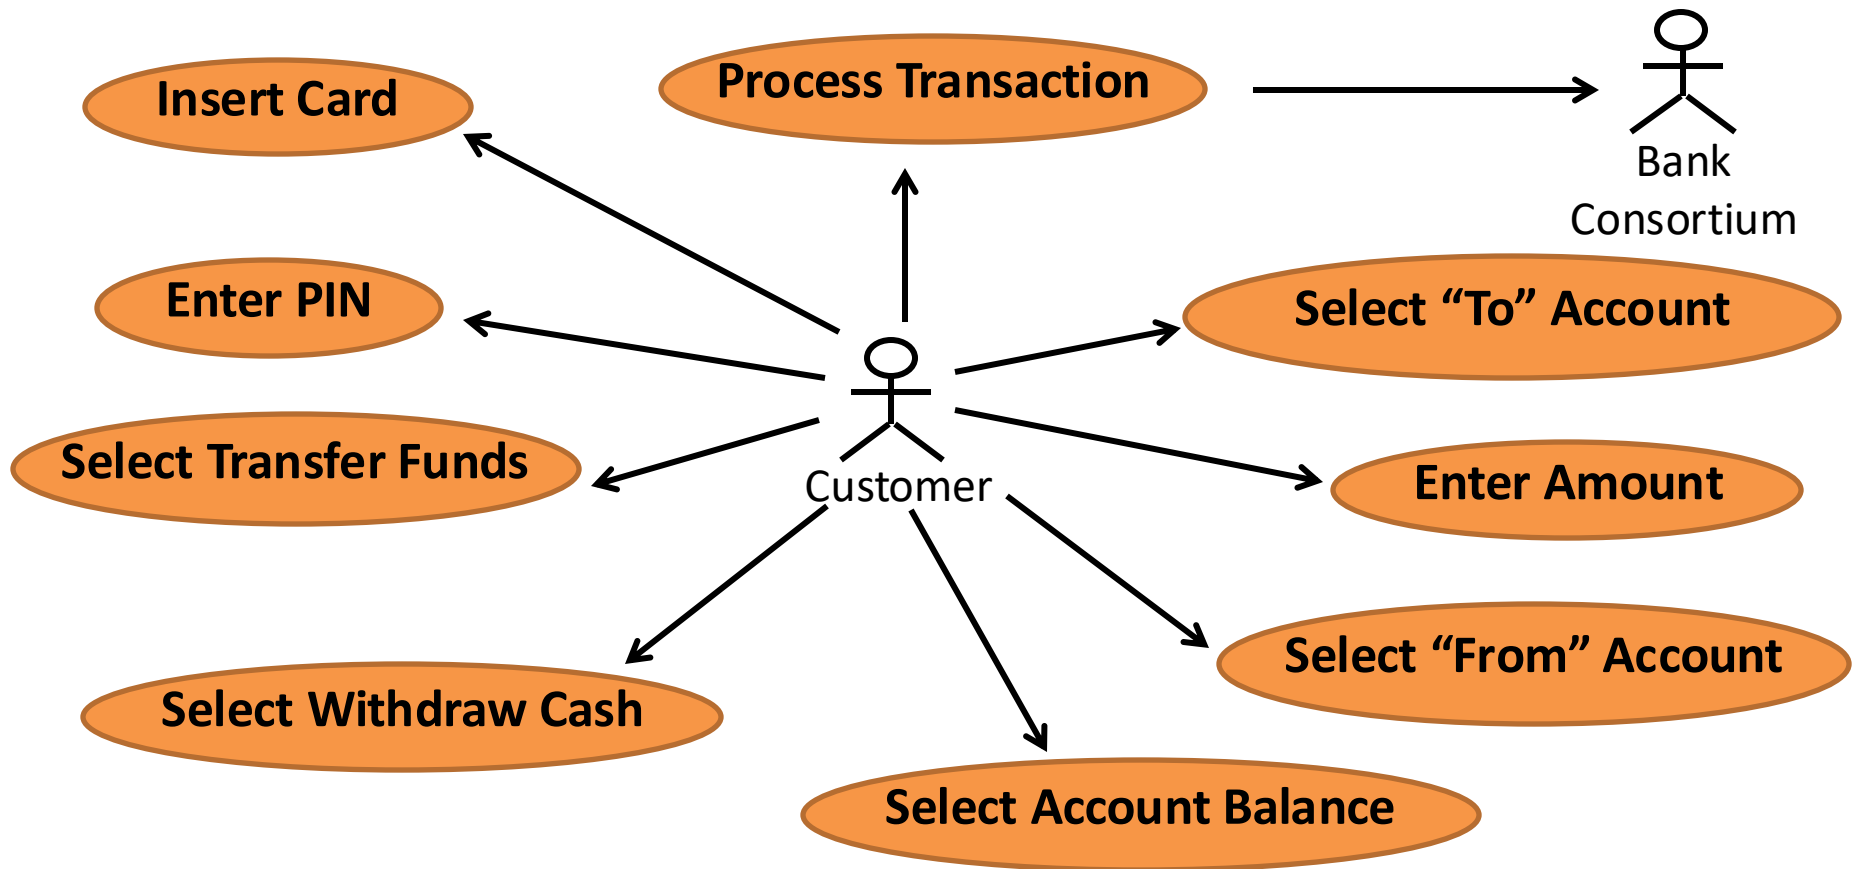 Insert Card
Process Transaction
Bank
Consortium
Enter PIN
Select “To” Account
Select Transfer Funds
Customer
Enter Amount
Select “From” Account
Select Withdraw Cash
Select Account Balance